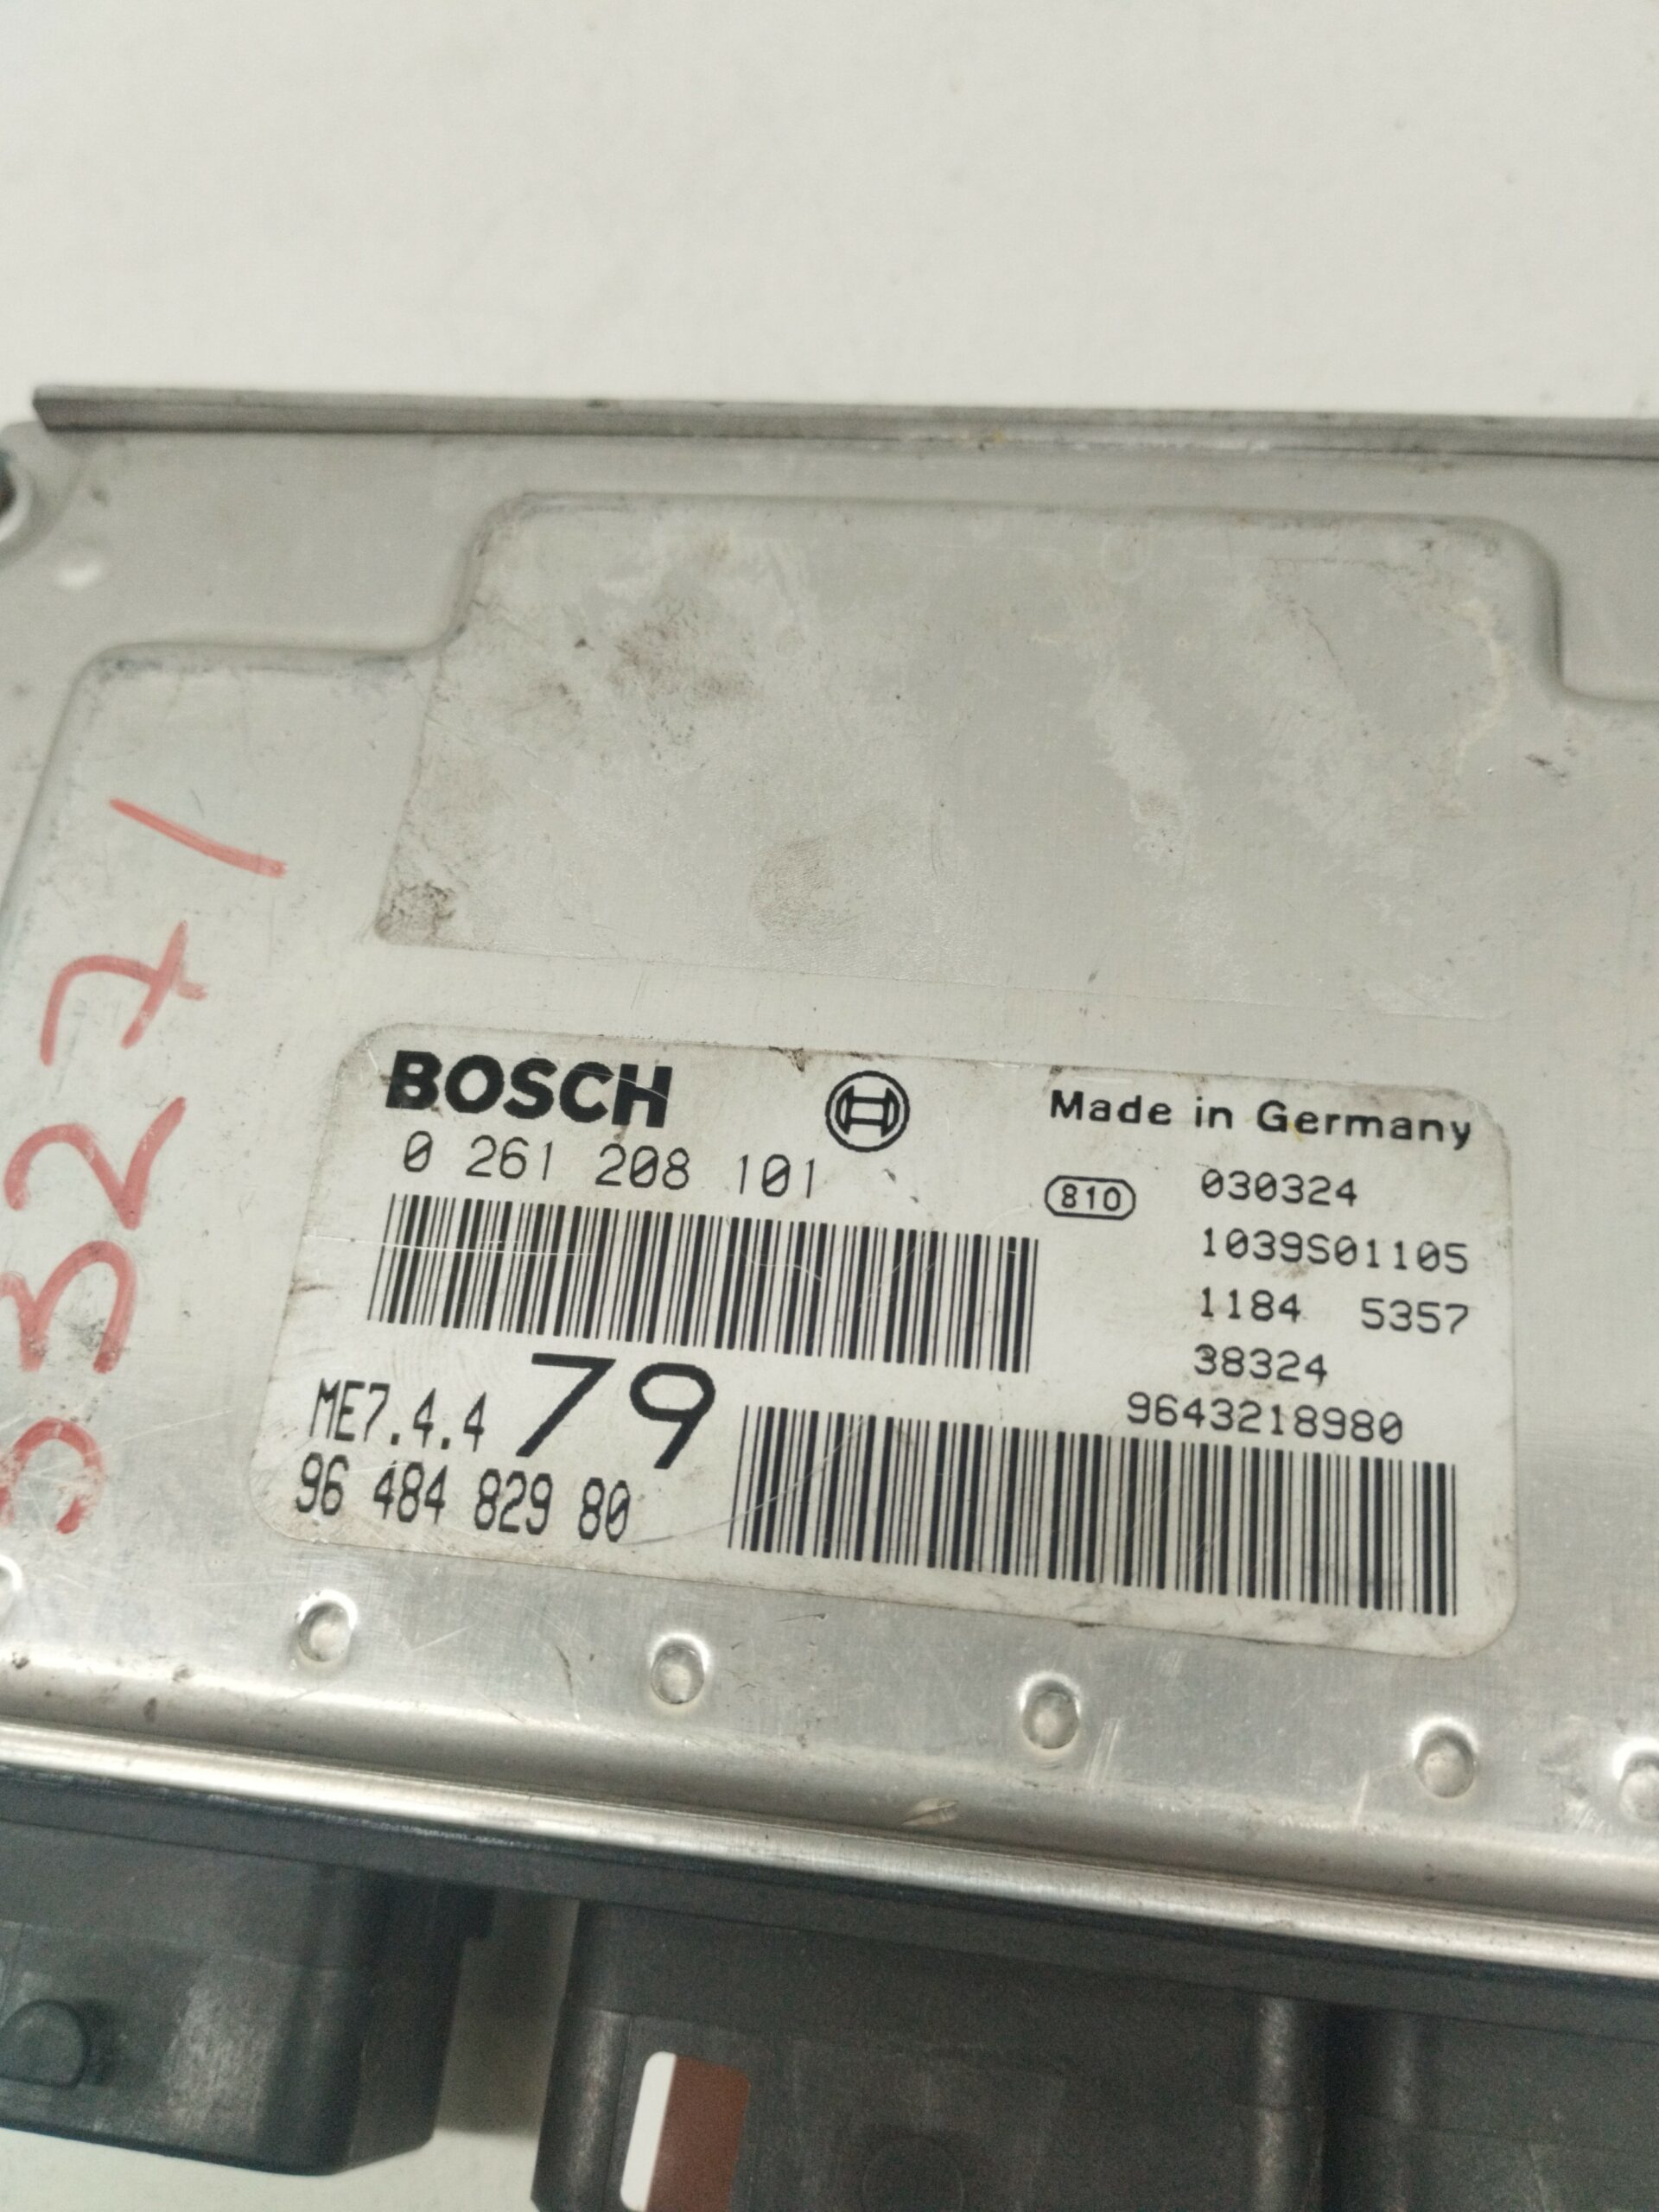 BOSCH
Made in Germany
0 261 208 101
810
030324
1039S01105
1184 5357
38324
ME7.4.4 79
9643218980
96 484 829 80